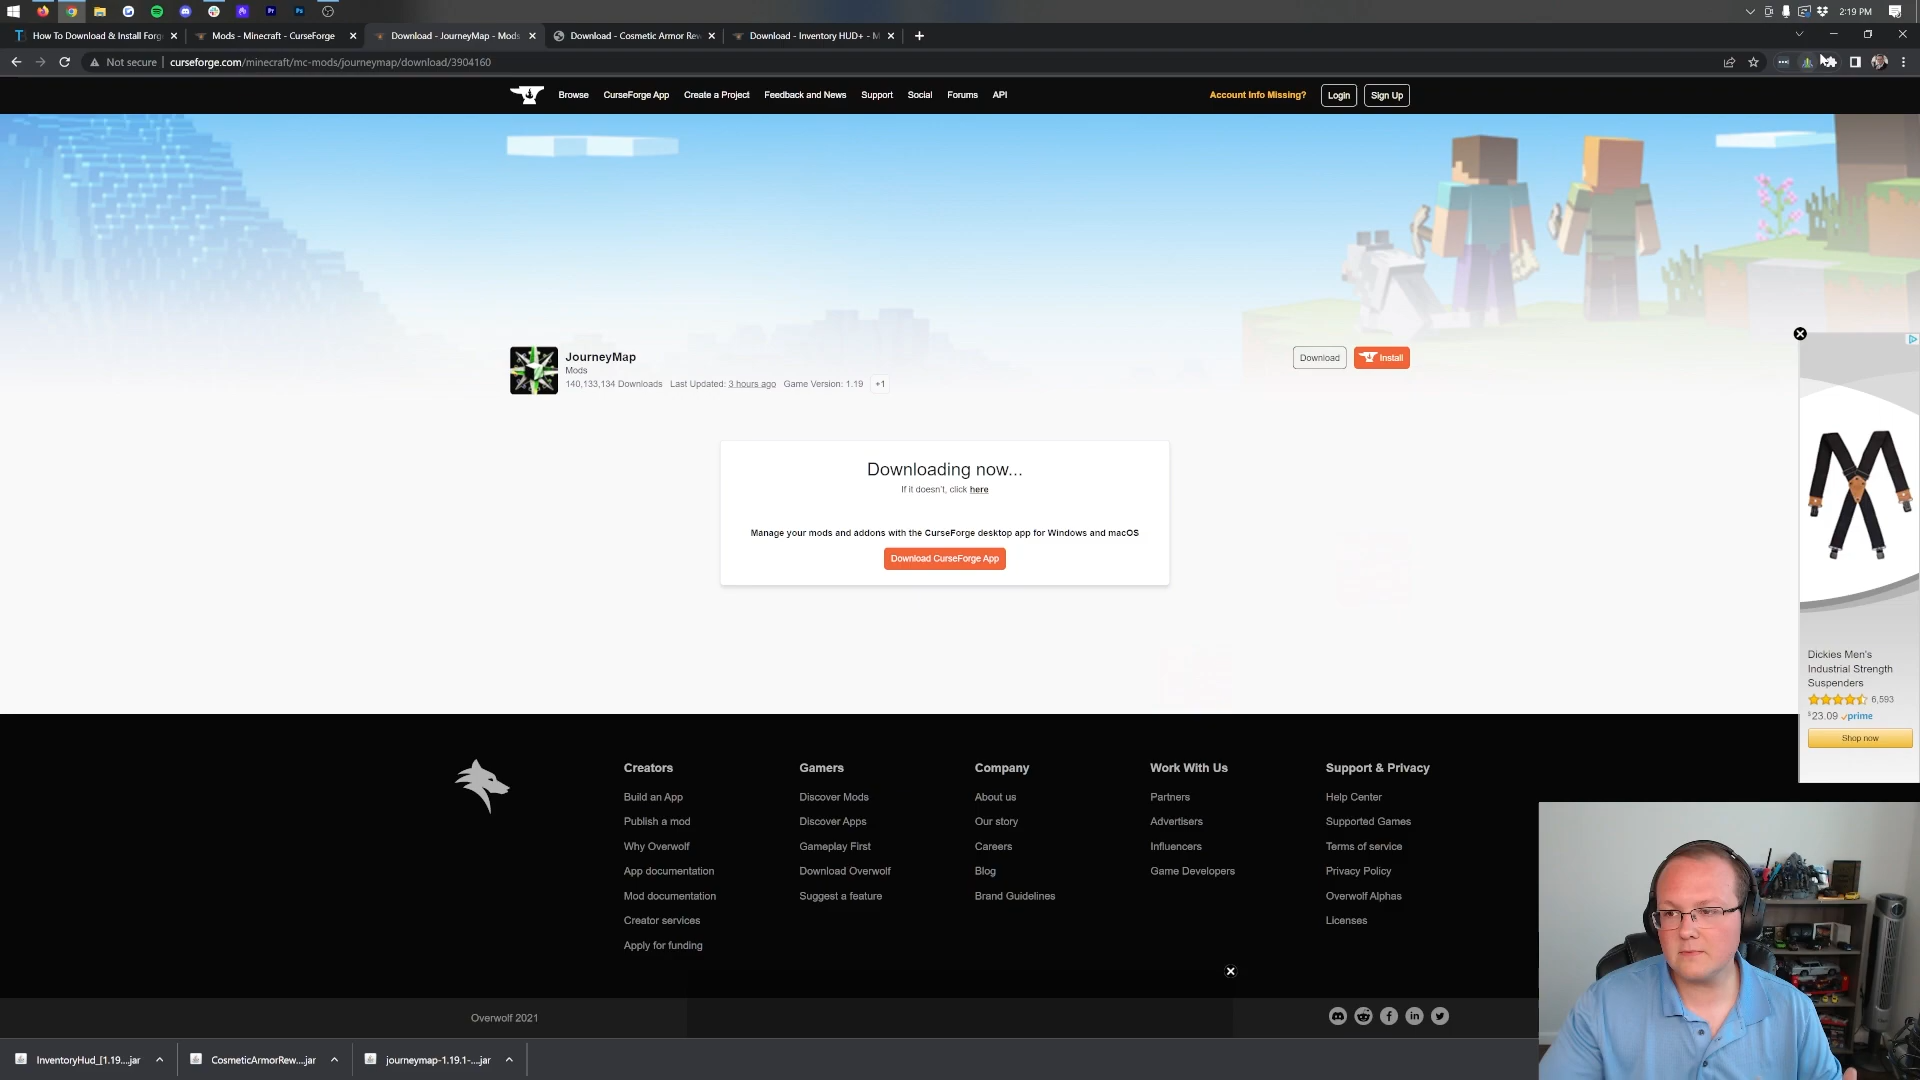 2:19 PM
How To Download & Install Forg
Mods - Minecraft - CurseForge
Download - JourneyMap - Mods
Download - Cosmetic Armor Rew
Download - Inventory HUD+ - M
Not secure
curseforge.com/minecraft/mc-mods/journeymap/download/3904160
Browse
CurseForge App
Create a Project
Feedback and News
Support
Social
Forums
API
Account Info Missing?
Login
Sign Up
JourneyMap
Mods
140,133,134 Downloads Last Updated: 3 hours ago Game Version: 1.19 +1
Download
Install
Downloading now...
If it doesn't, click here
Manage your mods and addons with the CurseForge desktop app for Windows and macOS
Download CurseForge App
Dickies Men's
Industrial Strength
Suspenders
6,593
$23.09 prime
Shop now
Creators
Build an App
Publish a mod
Why Overwolf
App documentation
Mod documentation
Creator services
Apply for funding
Gamers
Discover Mods
Discover Apps
Gameplay First
Download Overwolf
Suggest a feature
Company
About us
Our story
Careers
Blog
Brand Guidelines
Work With Us
Partners
Advertisers
Influencers
Game Developers
Support & Privacy
Help Center
Supported Games
Terms of service
Privacy Policy
Overwolf Alphas
Licenses
Overwolf 2021
InventoryHud_[1.19....jar
CosmeticArmorRew....jar
journeymap-1.19.1-....jar